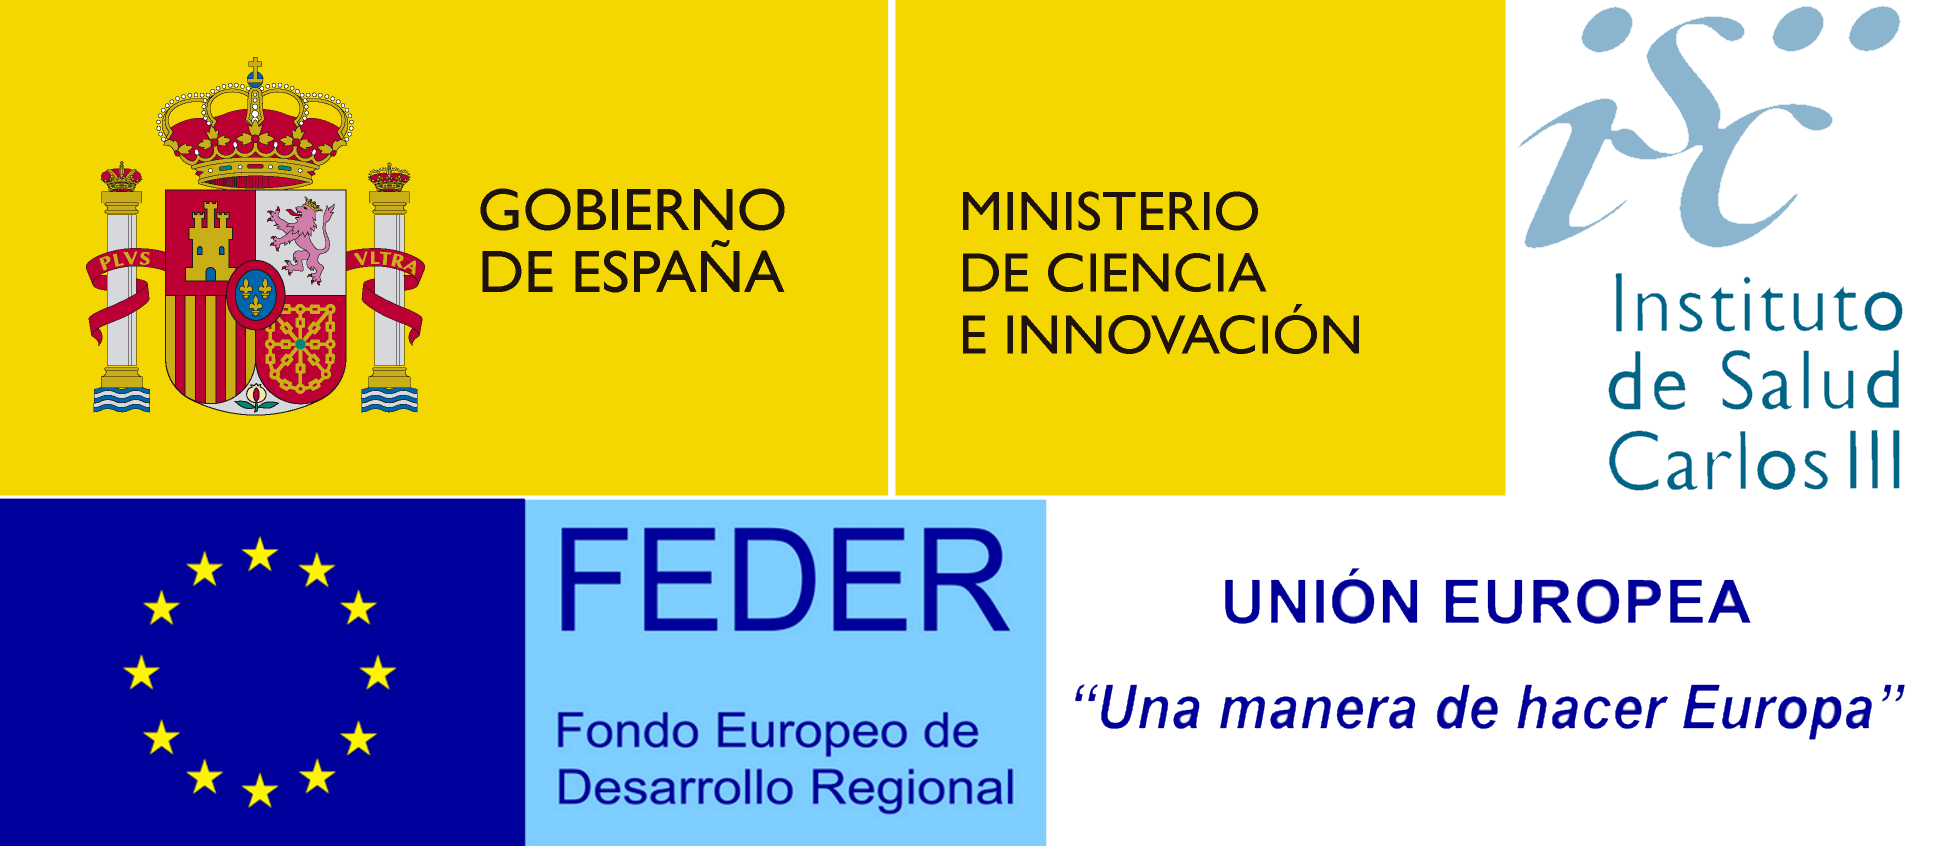 PLVS VLTRA
GOBIERNO
DE ESPAÑA
MINISTERIO
DE CIENCIA
E INNOVACIÓN
isciii
Instituto
de Salud
Carlos III
FEDER
Fondo Europeo de
Desarrollo Regional
UNIÓN EUROPEA
“Una manera de hacer Europa”